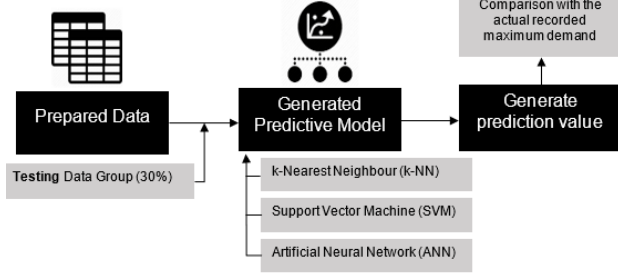 Comparison with the
actual recorded
maximum demand
Prepared Data
Generated
Predictive Model
Generate
prediction value
Testing Data Group (30%)
k-Nearest Neighbour (k-NN)
Support Vector Machine (SVM)
Artificial Neural Network (ANN)